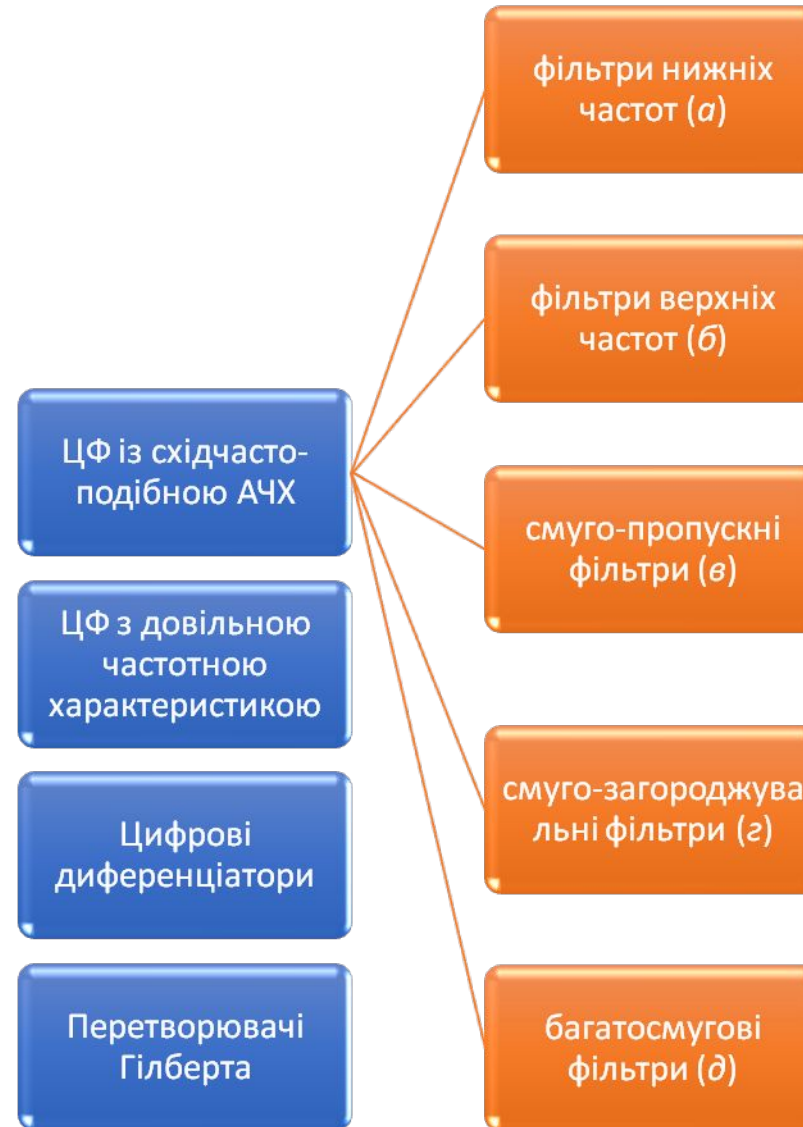 фільтри нижніх
частот (а)
фільтри верхніх
частот (б)
ЦФ із східчасто-
подібною АЧХ
смуго-пропускні
фільтри (в)
ЦФ з довільною
частотною
характеристикою
смуго-загороджува
льні фільтри (г)
Цифрові
диференціатори
Перетворювачі
Гілберта
багатосмугові
фільтри (д)